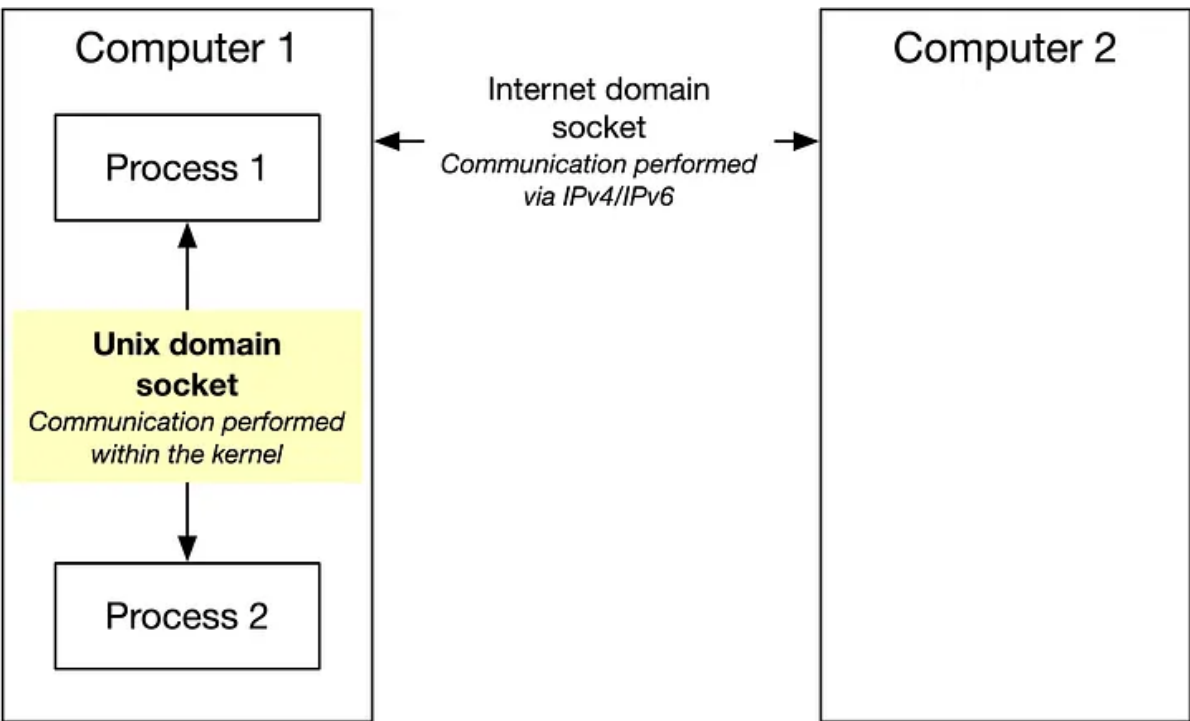 Computer 1
Process 1
Unix domain
socket
Communication performed
within the kernel
Process 2
Internet domain
socket
Communication performed
via IPv4/IPv6
Computer 2